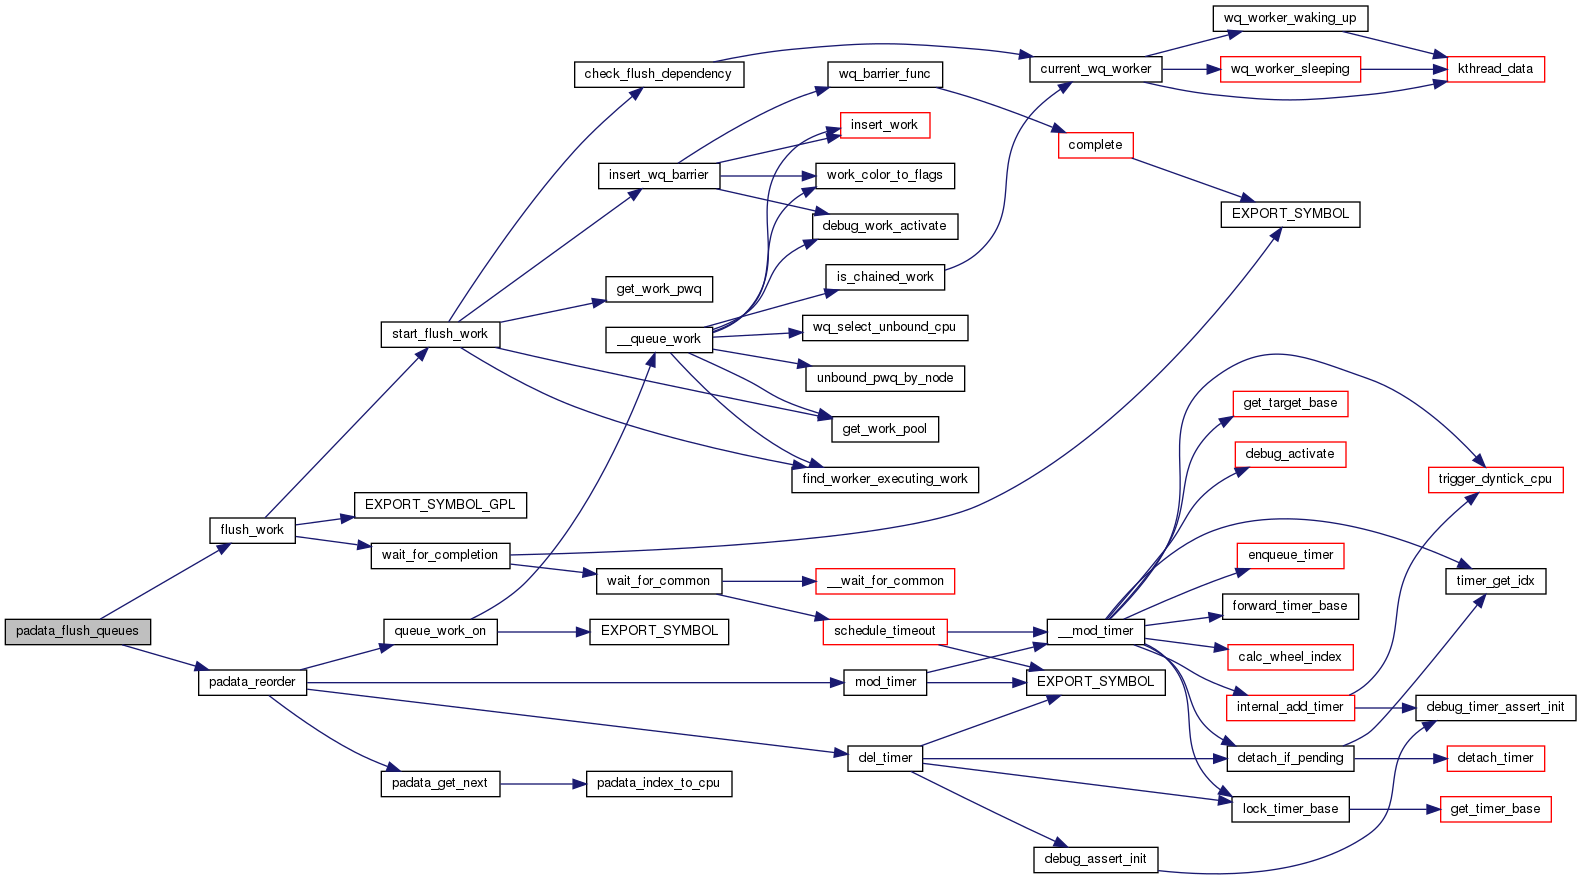 wq_worker_waking_up
check_flush_dependency
wq_barrier_func
current_wq_worker
wq_worker_sleeping
kthread_data
insert_work
complete
insert_wq_barrier
work_color_to_flags
EXPORT_SYMBOL
debug_work_activate
is_chained_work
get_work_pwq
start_flush_work
__queue_work
wq_select_unbound_cpu
unbound_pwq_by_node
get_target_base
get_work_pool
debug_activate
find_worker_executing_work
trigger_dyntick_cpu
EXPORT_SYMBOL_GPL
flush_work
wait_for_completion
enqueue_timer
wait_for_common
__wait_for_common
timer_get_idx
forward_timer_base
padata_flush_queues
queue_work_on
EXPORT_SYMBOL
schedule_timeout
__mod_timer
calc_wheel_index
padata_reorder
mod_timer
EXPORT_SYMBOL
internal_add_timer
debug_timer_assert_init
del_timer
detach_if_pending
detach_timer
padata_get_next
padata_index_to_cpu
lock_timer_base
get_timer_base
debug_assert_init